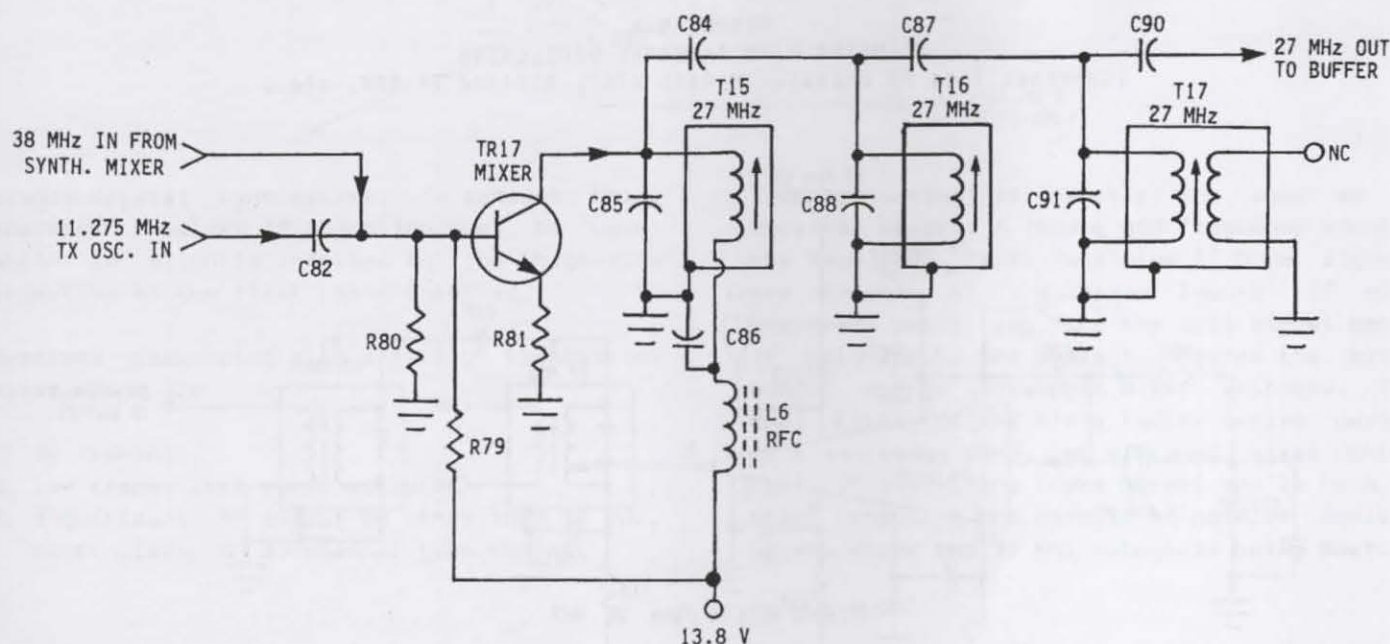 C84
C87
C90
27 MHz OUT
TO BUFFER
T15
27 MHz
T16
27 MHz
T17
27 MHz
38 MHz IN FROM
SYNTH. MIXER
TR17
MIXER
NC
C85
C88
C91
11.275 MHz
TX OSC. IN
C82
R80
R81
C86
R79
L6
RFC
13.8 V